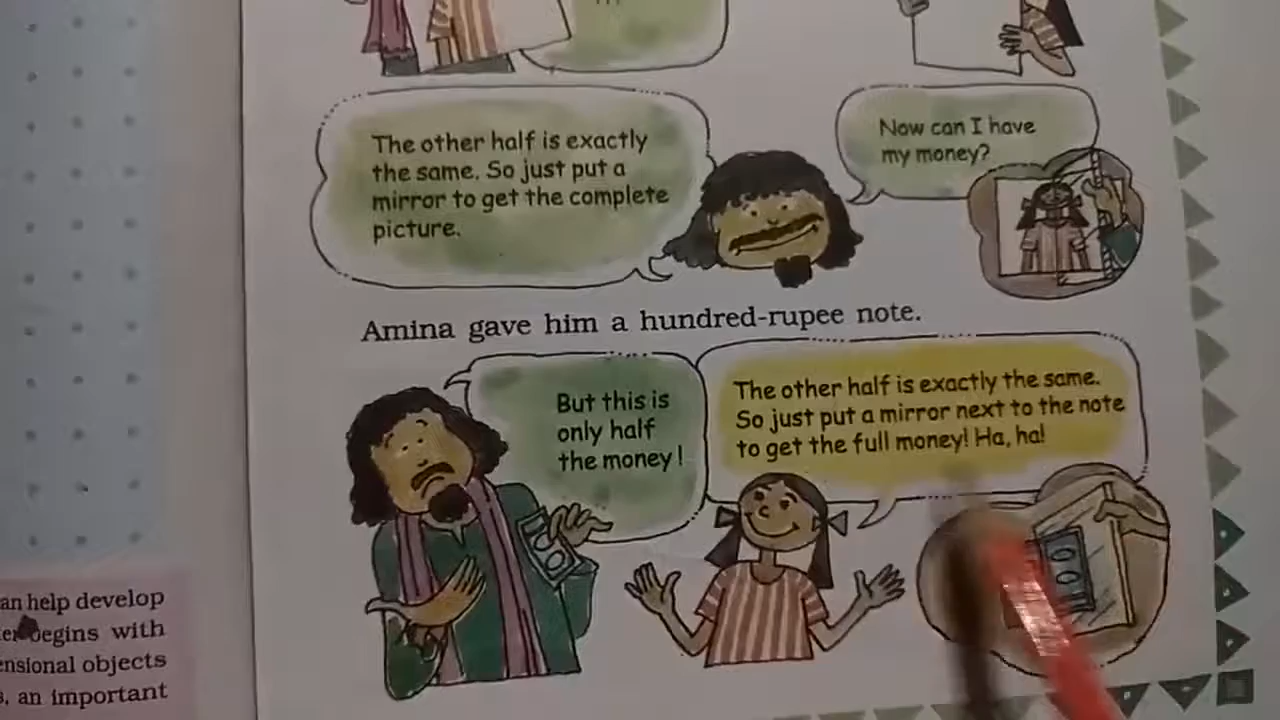 The other half is exactly
the same. So just put a
mirror to get the complete
picture.
Now can I have
my money?
Amina gave him a hundred-rupee note.
But this is
only half
the money!
The other half is exactly the same.
So just put a mirror next to the note
to get the full money! Ha, ha!
an help develop
begins with
ensional objects
s, an important